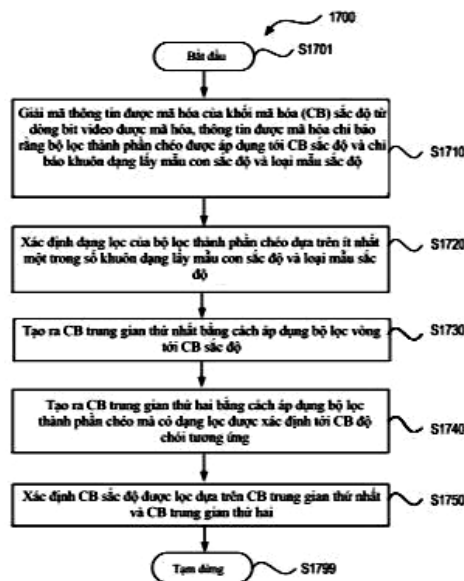 1700
Bắt đầu
S1701
Giải mã thông tin được mã hóa của khối mã hóa (CB) sắc độ từ
dòng bit video được mã hóa, thông tin được mã hóa chỉ báo
rằng bộ lọc thành phần chéo được áp dụng tới CB sắc độ và chỉ
báo khuôn dạng lấy mẫu con sắc độ và loại mẫu sắc độ
S1710
Xác định dạng lọc của bộ lọc thành phần chéo dựa trên ít nhất
một trong số khuôn dạng lấy mẫu con sắc độ và loại mẫu sắc
độ
S1720
Tạo ra CB trung gian thứ nhất bằng cách áp dụng bộ lọc vòng
tới CB sắc độ
S1730
Tạo ra CB trung gian thứ hai bằng cách áp dụng bộ lọc
thành phần chéo mà có dạng lọc được xác định tới CB độ
chói tương ứng
S1740
Xác định CB sắc độ được lọc dựa trên CB trung gian thứ nhất
và CB trung gian thứ hai
S1750
Tạm dừng
S1799